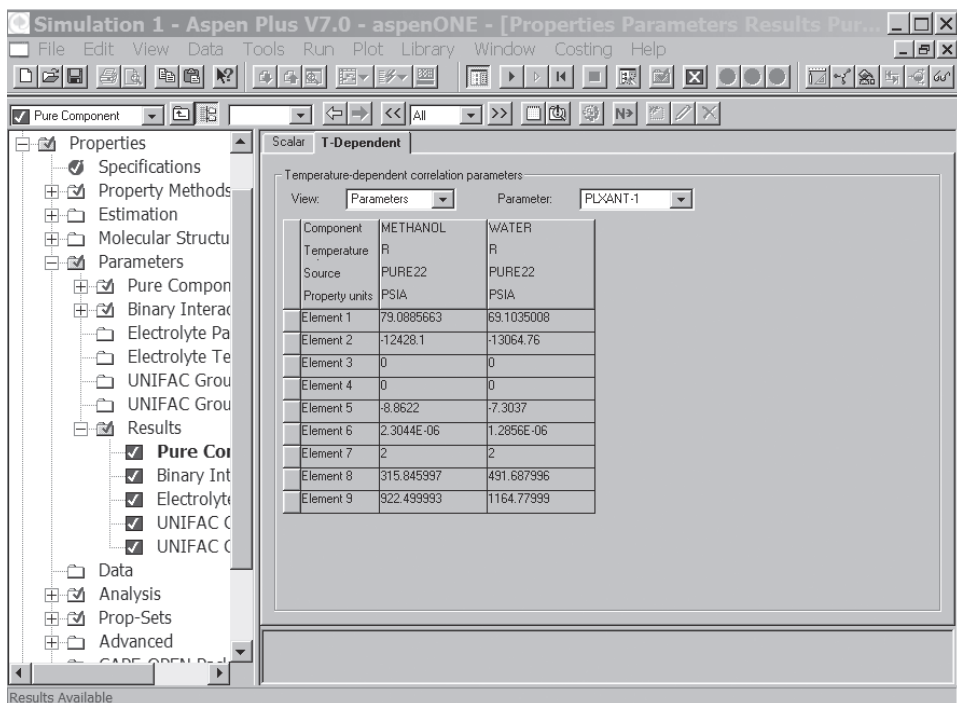 Simulation 1 - Aspen Plus V7.0 - aspenONE - [Properties Parameters Results Pur...
File Edit View Data Tools Run Plot Library Window Costing Help
Pure Component All N>
Properties
Specifications
Property Methods
Estimation
Molecular Structu
Parameters
Pure Compon
Binary Interac
Electrolyte Pa
Electrolyte Te
UNIFAC Grou
UNIFAC Grou
Results
Pure Con
Binary Int
Electrolyte
UNIFAC G
UNIFAC G
Data
Analysis
Prop-Sets
Advanced
Results Available
Scalar T-Dependent
Temperature-dependent correlation parameters
View: Parameters Parameter: PLXANT-1
Component METHANOL WATER
Temperature R R
Source PURE22 PURE22
Property units PSIA PSIA
Element 1 79.0885663 69.1035008
Element 2 -12428.1 -13064.76
Element 3 0 0
Element 4 0 0
Element 5 -8.8622 -7.3037
Element 6 2.3044E-06 1.2856E-06
Element 7 2 2
Element 8 315.845997 491.687996
Element 9 922.499993 1164.77999